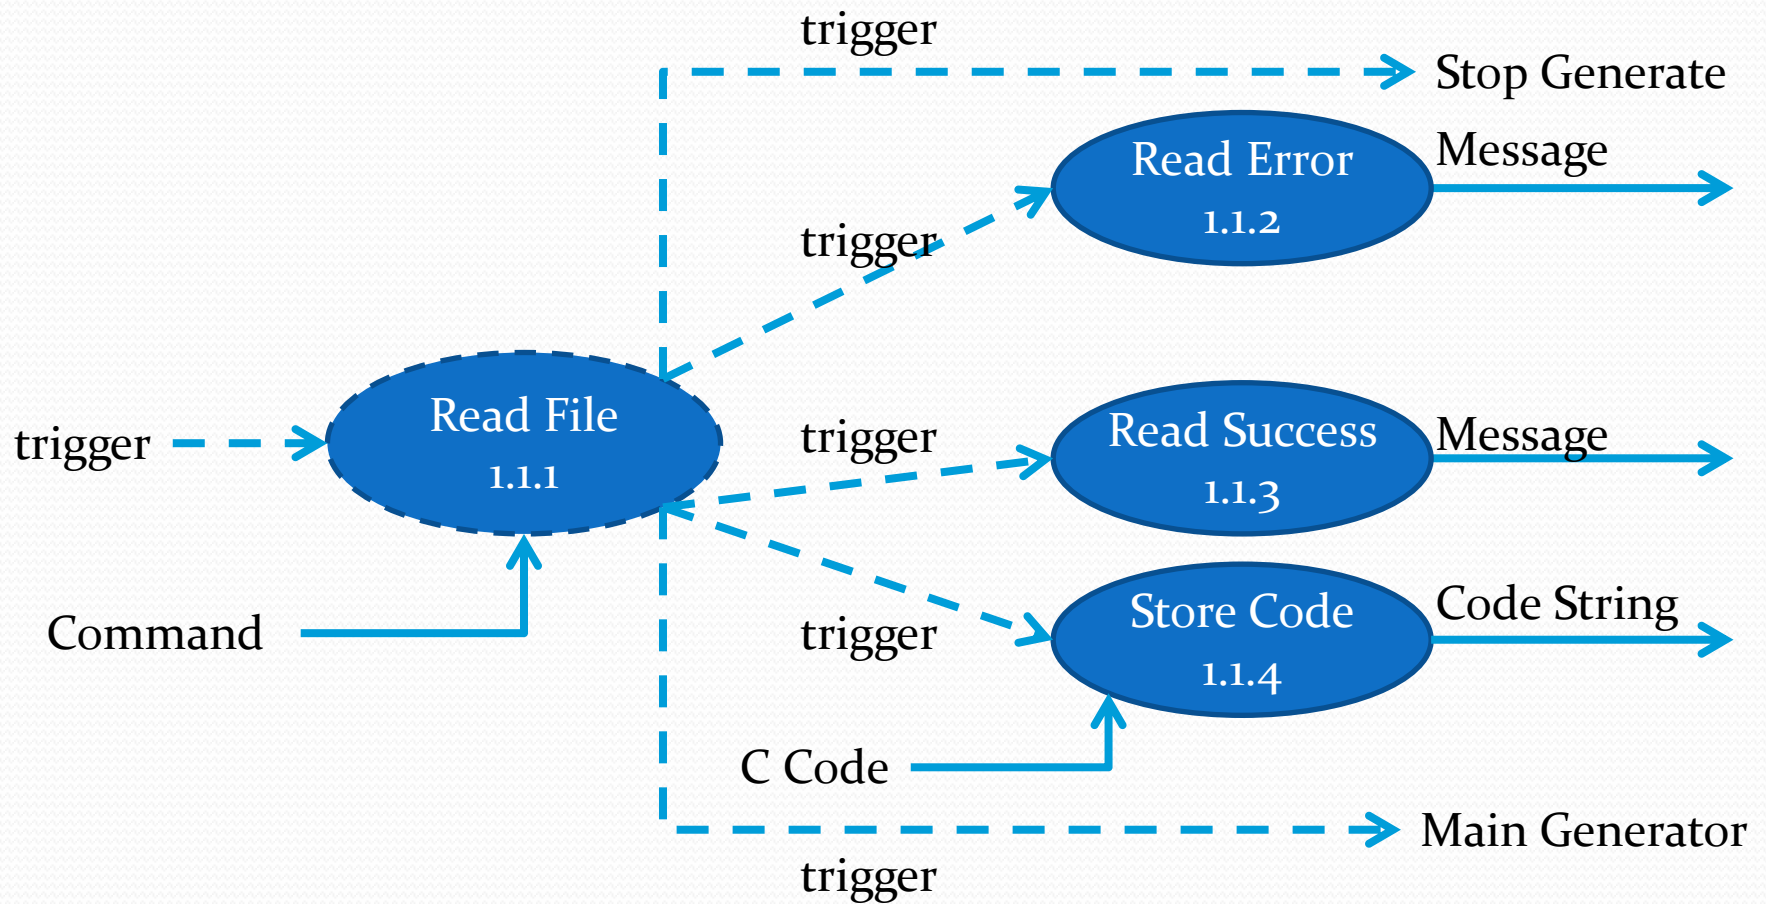 trigger
Stop Generate
Read Error
1.1.2
Message
trigger
trigger
Read File
1.1.1
trigger
Read Success
1.1.3
Message
Command
trigger
Store Code
1.1.4
Code String
C Code
Main Generator
trigger